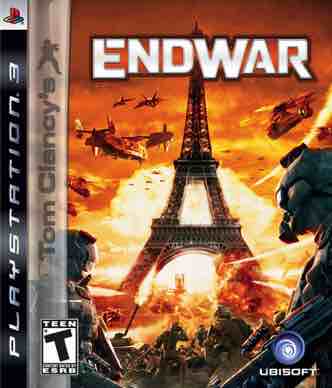 PLAYSTATION 3
Tom Clancy's
ENDWAR
TEEN
T
ESRB
UBISOFT